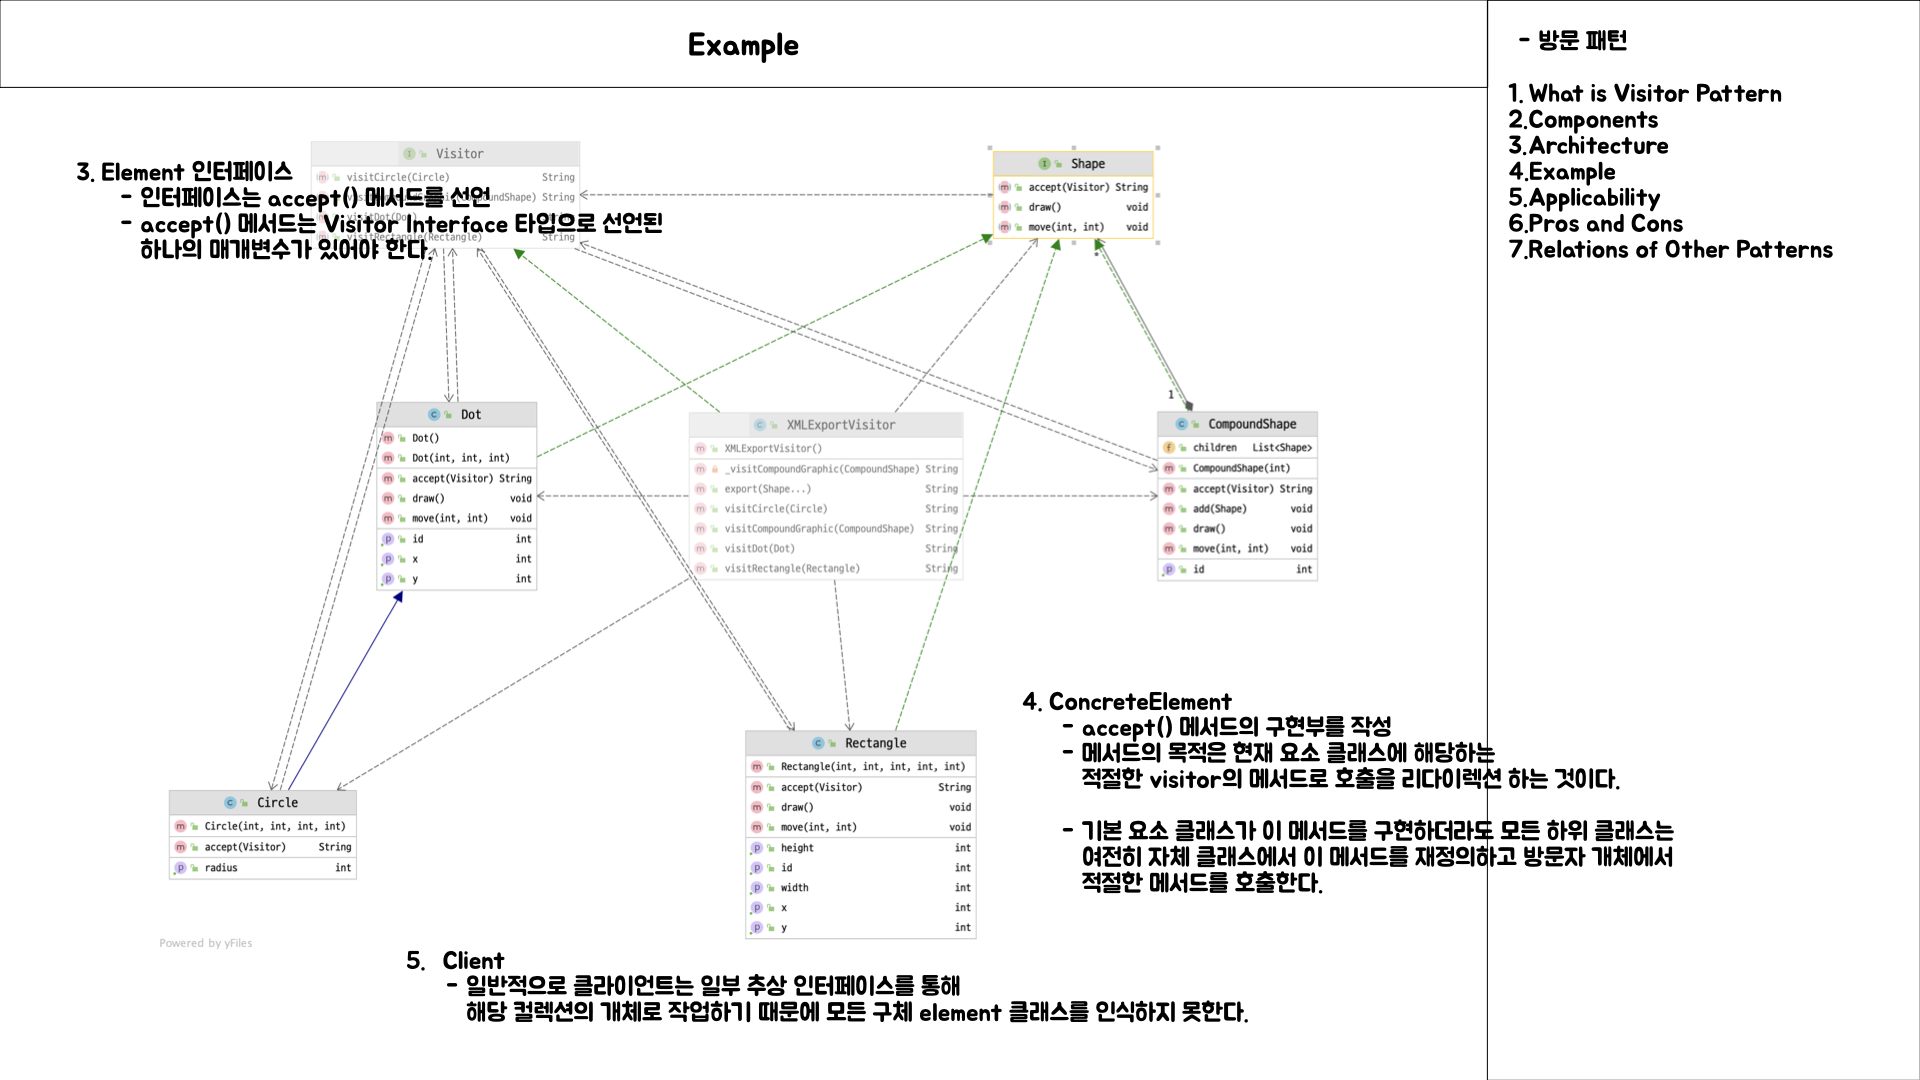 Example
- 방문 패턴
1. What is Visitor Pattern
2.Components
3.Architecture
4.Example
5.Applicability
6.Pros and Cons
7.Relations of Other Patterns
3. Element 인터페이스
- 인터페이스는 accept() 메서드를 선언
- accept() 메서드는 Visitor Interface 타입으로 선언된
하나의 매개변수가 있어야 한다.
Visitor
visitCircle(Circle) String
CompoundShape) String
visitDot(Dot)
visitRectangle(Rectangle) String
Shape
accept(Visitor) String
draw() void
move(int, int) void
1
Dot
Dot()
Dot(int, int, int)
accept(Visitor) String
draw() void
move(int, int) void
id int
x int
y int
XMLExportVisitor
XMLExportVisitor()
_visitCompoundGraphic(CompoundShape) String
export(Shape...) String
visitCircle(Circle) String
visitCompoundGraphic(CompoundShape) String
visitDot(Dot) String
visitRectangle(Rectangle) String
CompoundShape
children List<Shape>
CompoundShape(int)
accept(Visitor) String
add(Shape) void
draw() void
move(int, int) void
id int
Circle
Circle(int, int, int, int)
accept(Visitor) String
radius int
Rectangle
Rectangle(int, int, int, int, int)
accept(Visitor) String
draw() void
move(int, int) void
height int
id int
width int
x int
y int
4. ConcreteElement
- accept() 메서드의 구현부를 작성
- 메서드의 목적은 현재 요소 클래스에 해당하는
적절한 visitor의 메서드로 호출을 리다이렉션 하는 것이다.
- 기본 요소 클래스가 이 메서드를 구현하더라도 모든 하위 클래스는
여전히 자체 클래스에서 이 메서드를 재정의하고 방문자 개체에서
적절한 메서드를 호출한다.
Powered by yFiles
5. Client
- 일반적으로 클라이언트는 일부 추상 인터페이스를 통해
해당 컬렉션의 개체로 작업하기 때문에 모든 구체 element 클래스를 인식하지 못한다.